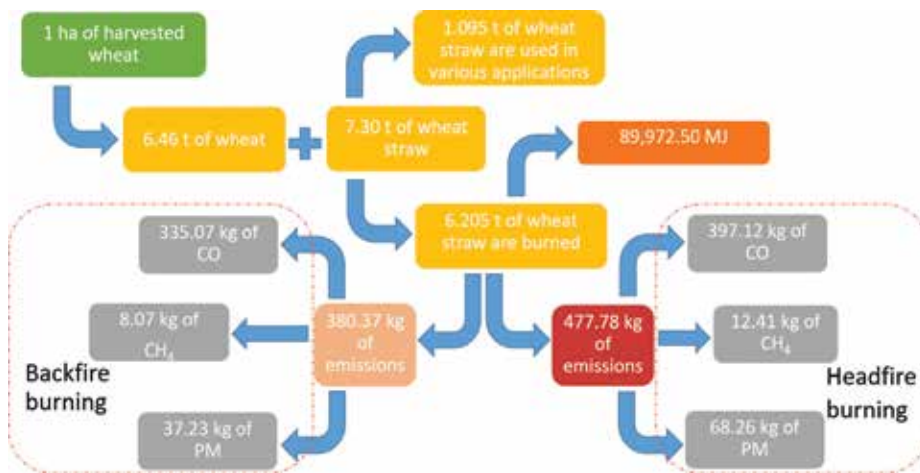 1 ha of harvested
wheat
1.095 t of wheat
straw are used in
various applications
6.46 t of wheat
7.30 t of wheat
straw
89,972.50 MJ
6.205 t of wheat
straw are burned
335.07 kg of
CO
397.12 kg of
CO
8.07 kg of
CH₄
380.37 kg
of
emissions
477.78 kg
of
emissions
12.41 kg of
CH₄
Backfire
burning
Headfire
burning
37.23 kg of
PM
68.26 kg of
PM